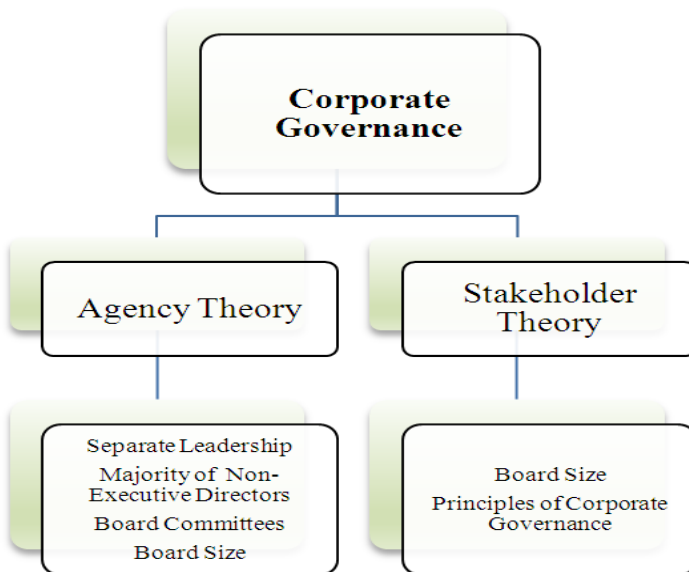 Corporate
Governance
Agency Theory
Stakeholder
Theory
Separate Leadership
Majority of Non-
Executive Directors
Board Committees
Board Size
Board Size
Principles of Corporate
Governance